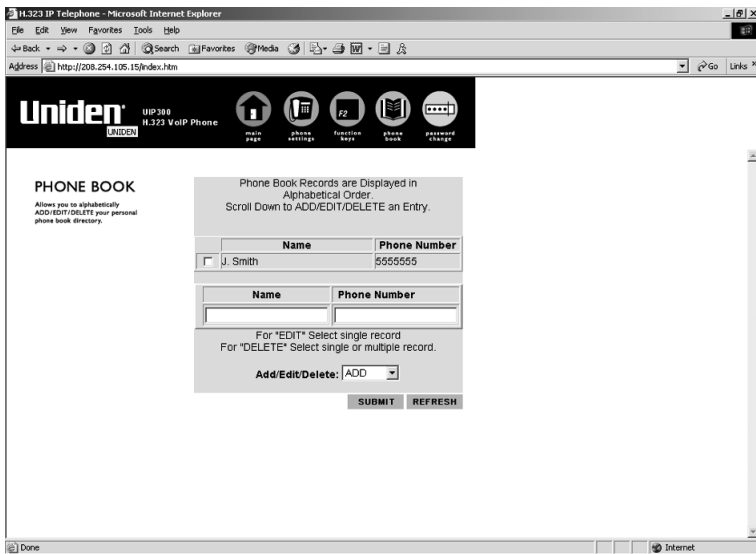 H.323 IP Telephone - Microsoft Internet Explorer
File Edit View Favorites Tools Help
Back Search Favorites Media
Address http://208.254.105.15/index.htm Go Links »
Uniden
UNIDEN
UIP300
H.323 VoIP Phone
F2
main page
phone settings
function keys
phone book
password change
PHONE BOOK
Allows you to alphabetically
ADD/EDIT/DELETE your personal
phone book directory.
Phone Book Records are Displayed in
Alphabetical Order.
Scroll Down to ADD/EDIT/DELETE an Entry.
Name Phone Number
J. Smith 5555555
Name Phone Number
For "EDIT" Select single record
For "DELETE" Select single or multiple record.
Add/Edit/Delete: ADD
SUBMIT REFRESH
Done Internet